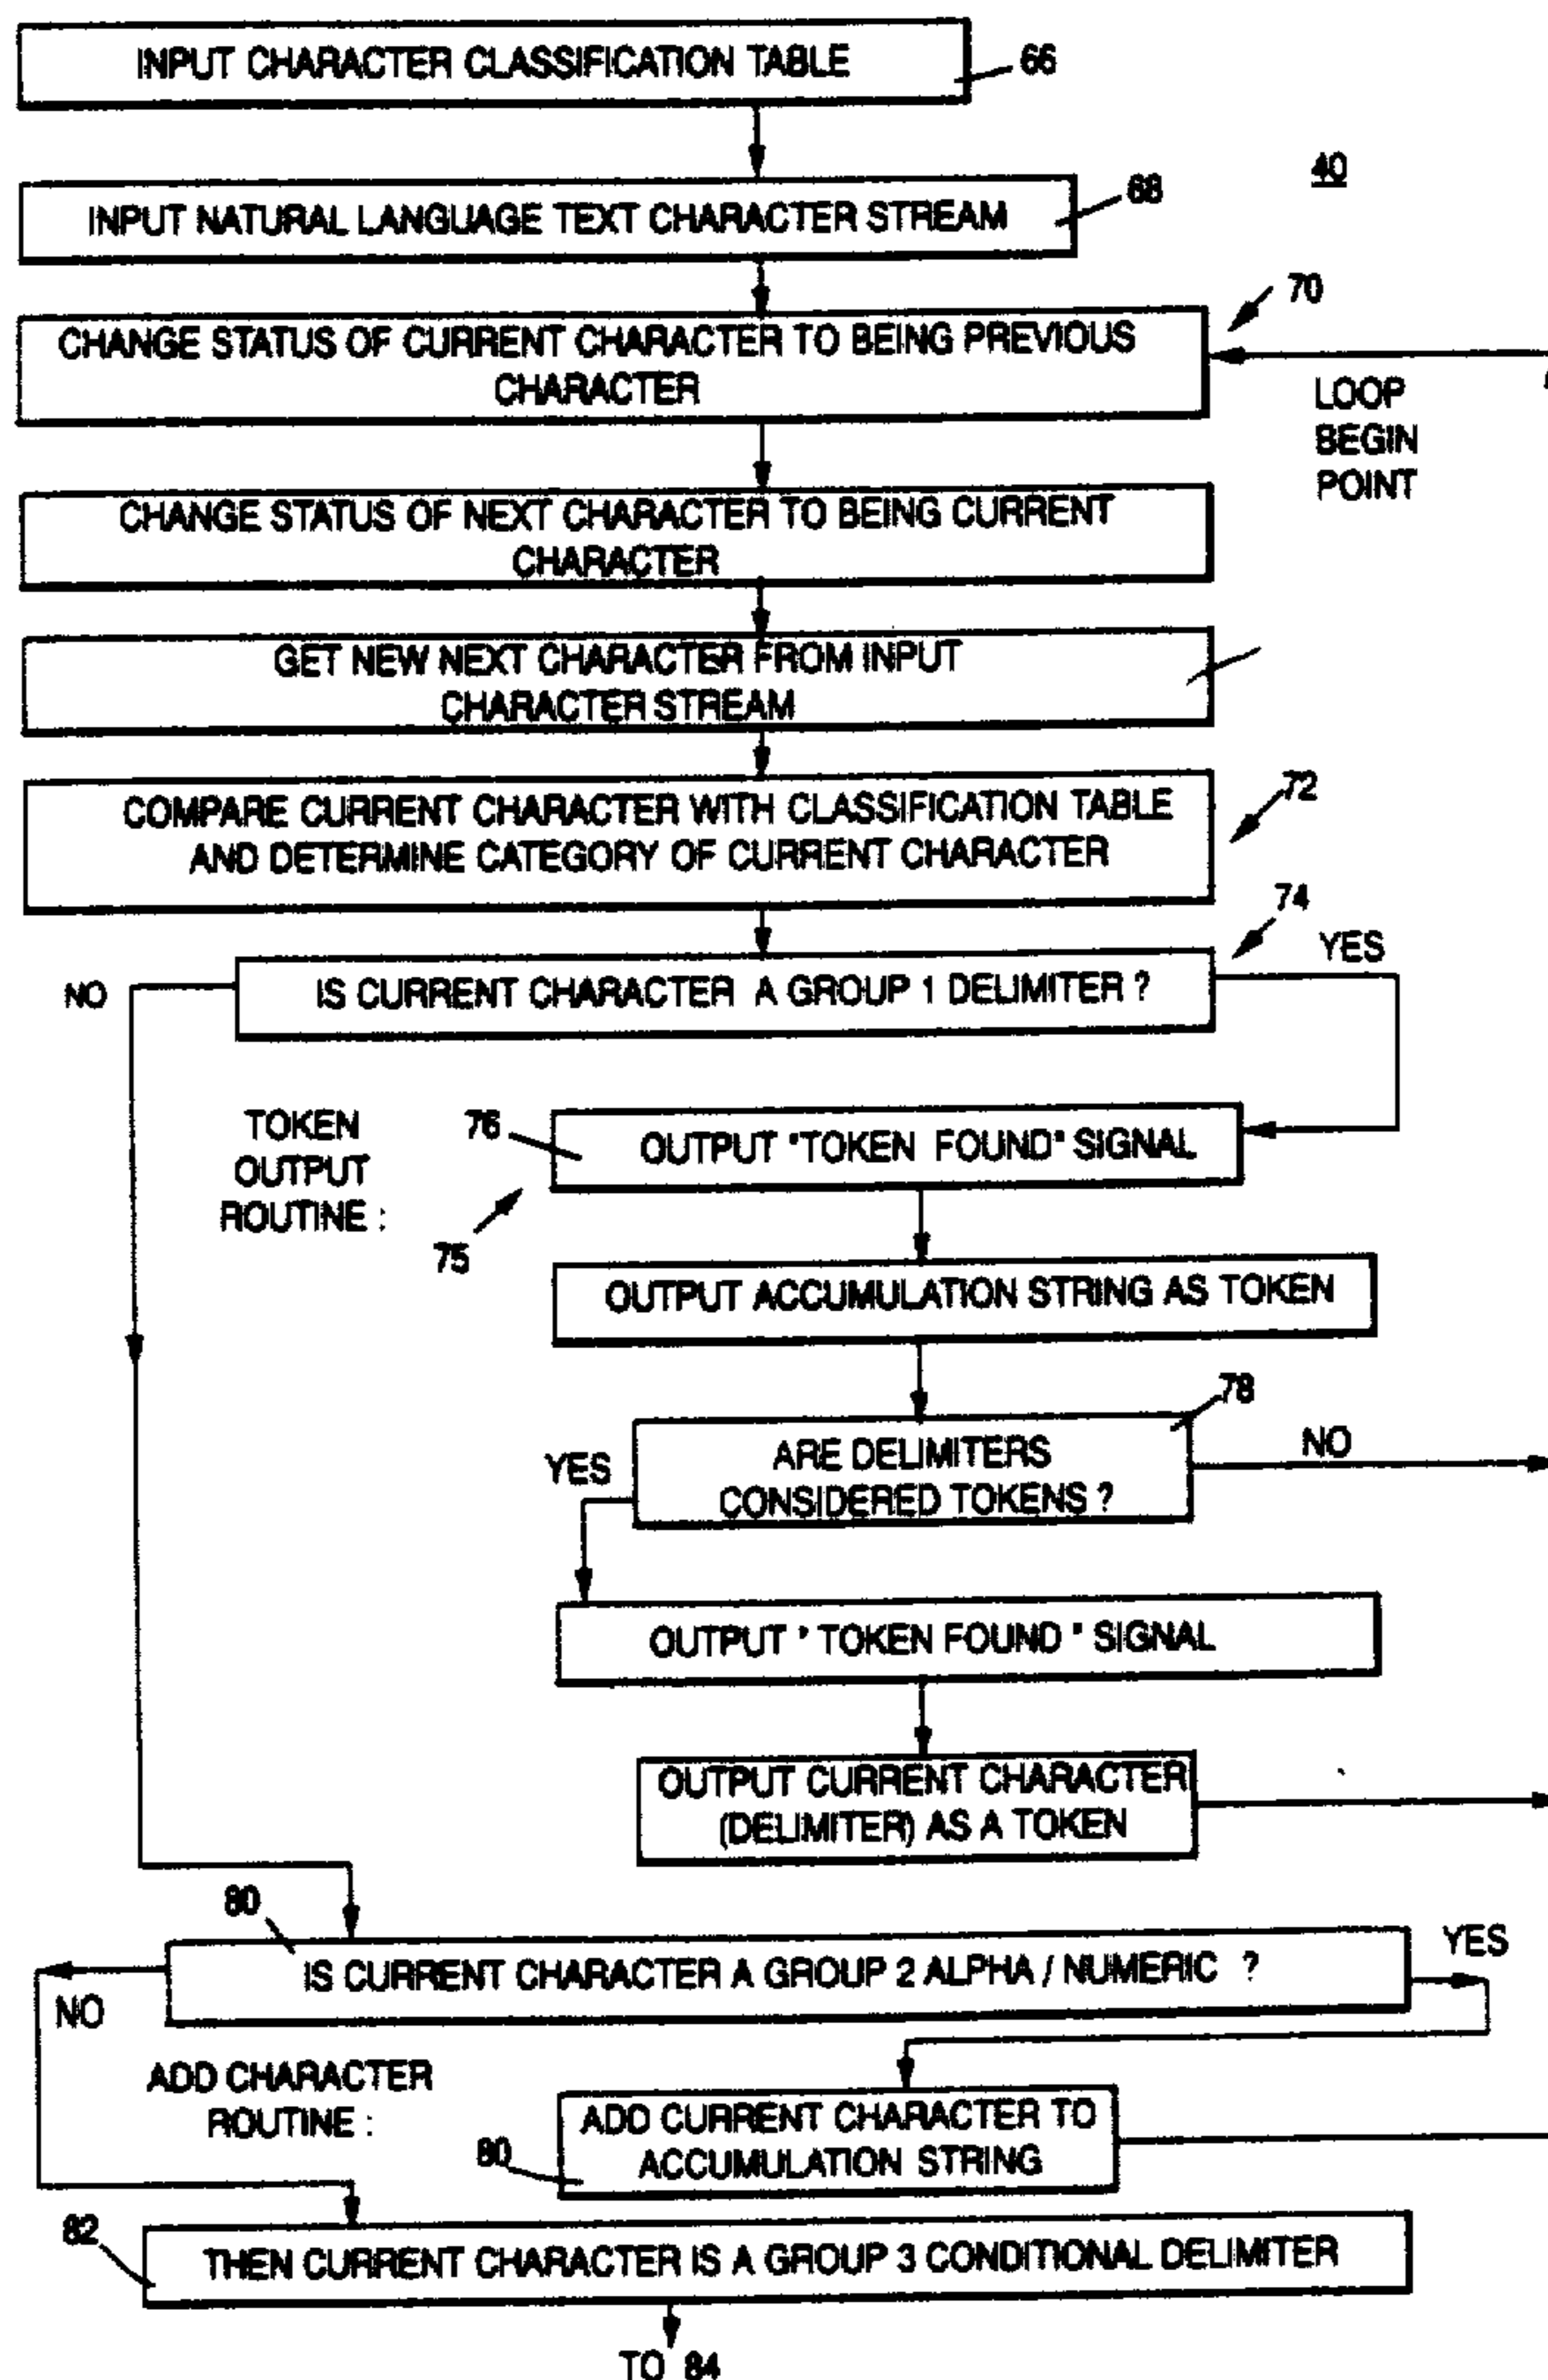 INPUT CHARACTER CLASSIFICATION TABLE
66
40
INPUT NATURAL LANGUAGE TEXT CHARACTER STREAM
68
70
CHANGE STATUS OF CURRENT CHARACTER TO BEING PREVIOUS
CHARACTER
LOOP
BEGIN
POINT
CHANGE STATUS OF NEXT CHARACTER TO BEING CURRENT
CHARACTER
GET NEW NEXT CHARACTER FROM INPUT
CHARACTER STREAM
COMPARE CURRENT CHARACTER WITH CLASSIFICATION TABLE
AND DETERMINE CATEGORY OF CURRENT CHARACTER
72
74
YES
NO
IS CURRENT CHARACTER A GROUP 1 DELIMITER ?
TOKEN
OUTPUT
ROUTINE :
76
75
OUTPUT "TOKEN FOUND" SIGNAL
OUTPUT ACCUMULATION STRING AS TOKEN
78
YES
ARE DELIMITERS
CONSIDERED TOKENS ?
NO
OUTPUT " TOKEN FOUND " SIGNAL
OUTPUT CURRENT CHARACTER
(DELIMITER) AS A TOKEN
80
IS CURRENT CHARACTER A GROUP 2 ALPHA / NUMERIC ?
YES
NO
ADD CHARACTER
ROUTINE :
80
ADD CURRENT CHARACTER TO
ACCUMULATION STRING
82
THEN CURRENT CHARACTER IS A GROUP 3 CONDITIONAL DELIMITER
TO 84